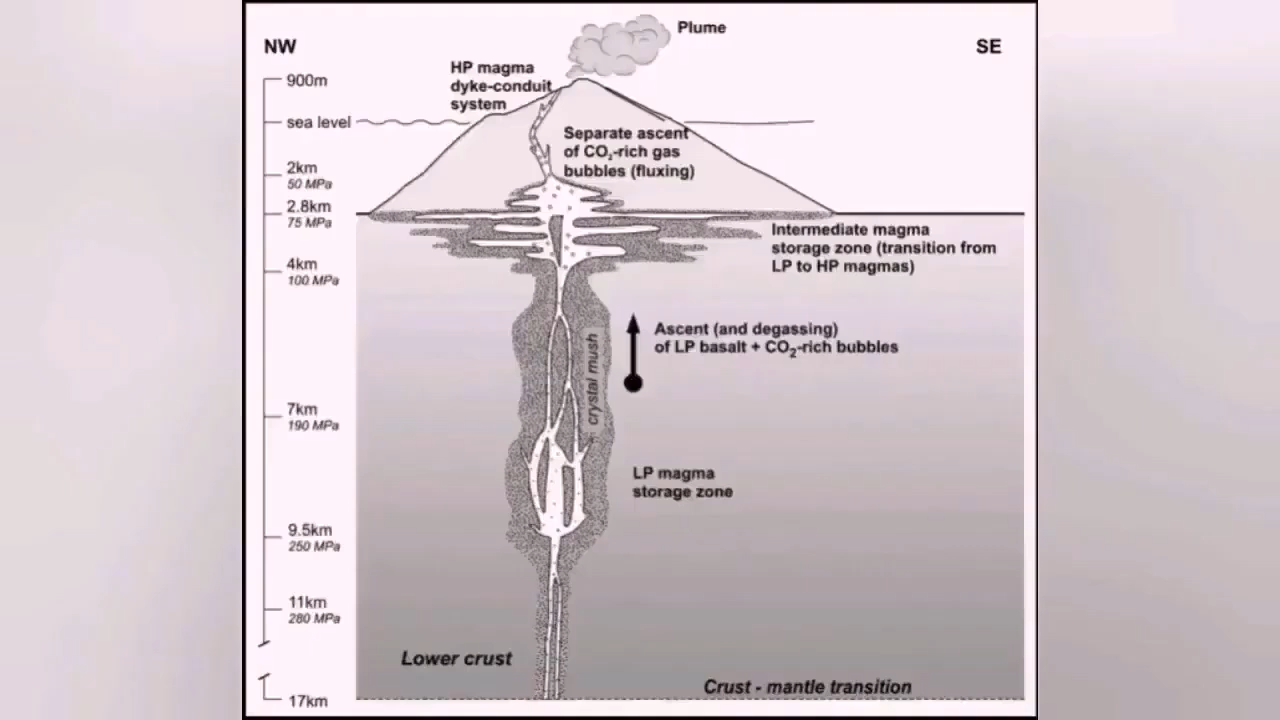 Plume
NW
SE
HP magma
dyke-conduit
system
900m
sea level
Separate ascent
of CO₂-rich gas
bubbles (fluxing)
2km
50 MPa
2.8km
75 MPa
Intermediate magma
storage zone (transition from
LP to HP magmas)
4km
100 MPa
Ascent (and degassing)
of LP basalt + CO₂-rich bubbles
crystal mush
7km
190 MPa
LP magma
storage zone
9.5km
250 MPa
11km
280 MPa
Lower crust
Crust - mantle transition
17km